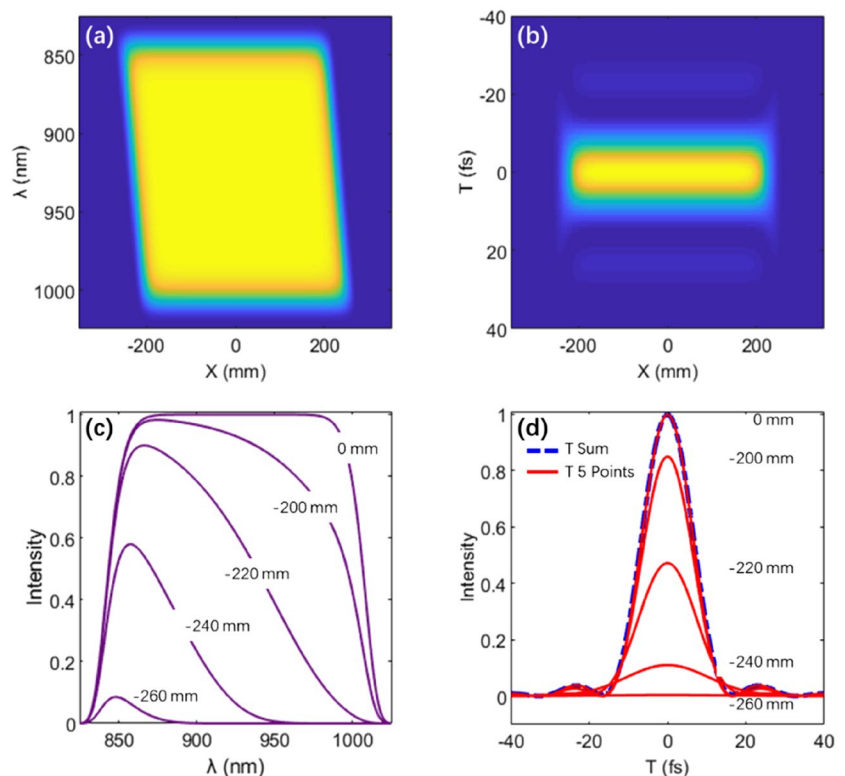 (a)
850
900
950
1000
λ (nm)
-200
0
200
X (mm)
(b)
-40
-20
0
20
40
T (fs)
-200
0
200
X (mm)
(c)
1
0.8
0.6
0.4
0.2
0
Intensity
0 mm
-200 mm
-220 mm
-240 mm
-260 mm
850
900
950
1000
λ (nm)
(d)
1
0.8
0.6
0.4
0.2
0
Intensity
T Sum
T 5 Points
0 mm
-200 mm
-220 mm
-240 mm
-260 mm
-40
-20
0
20
40
T (fs)